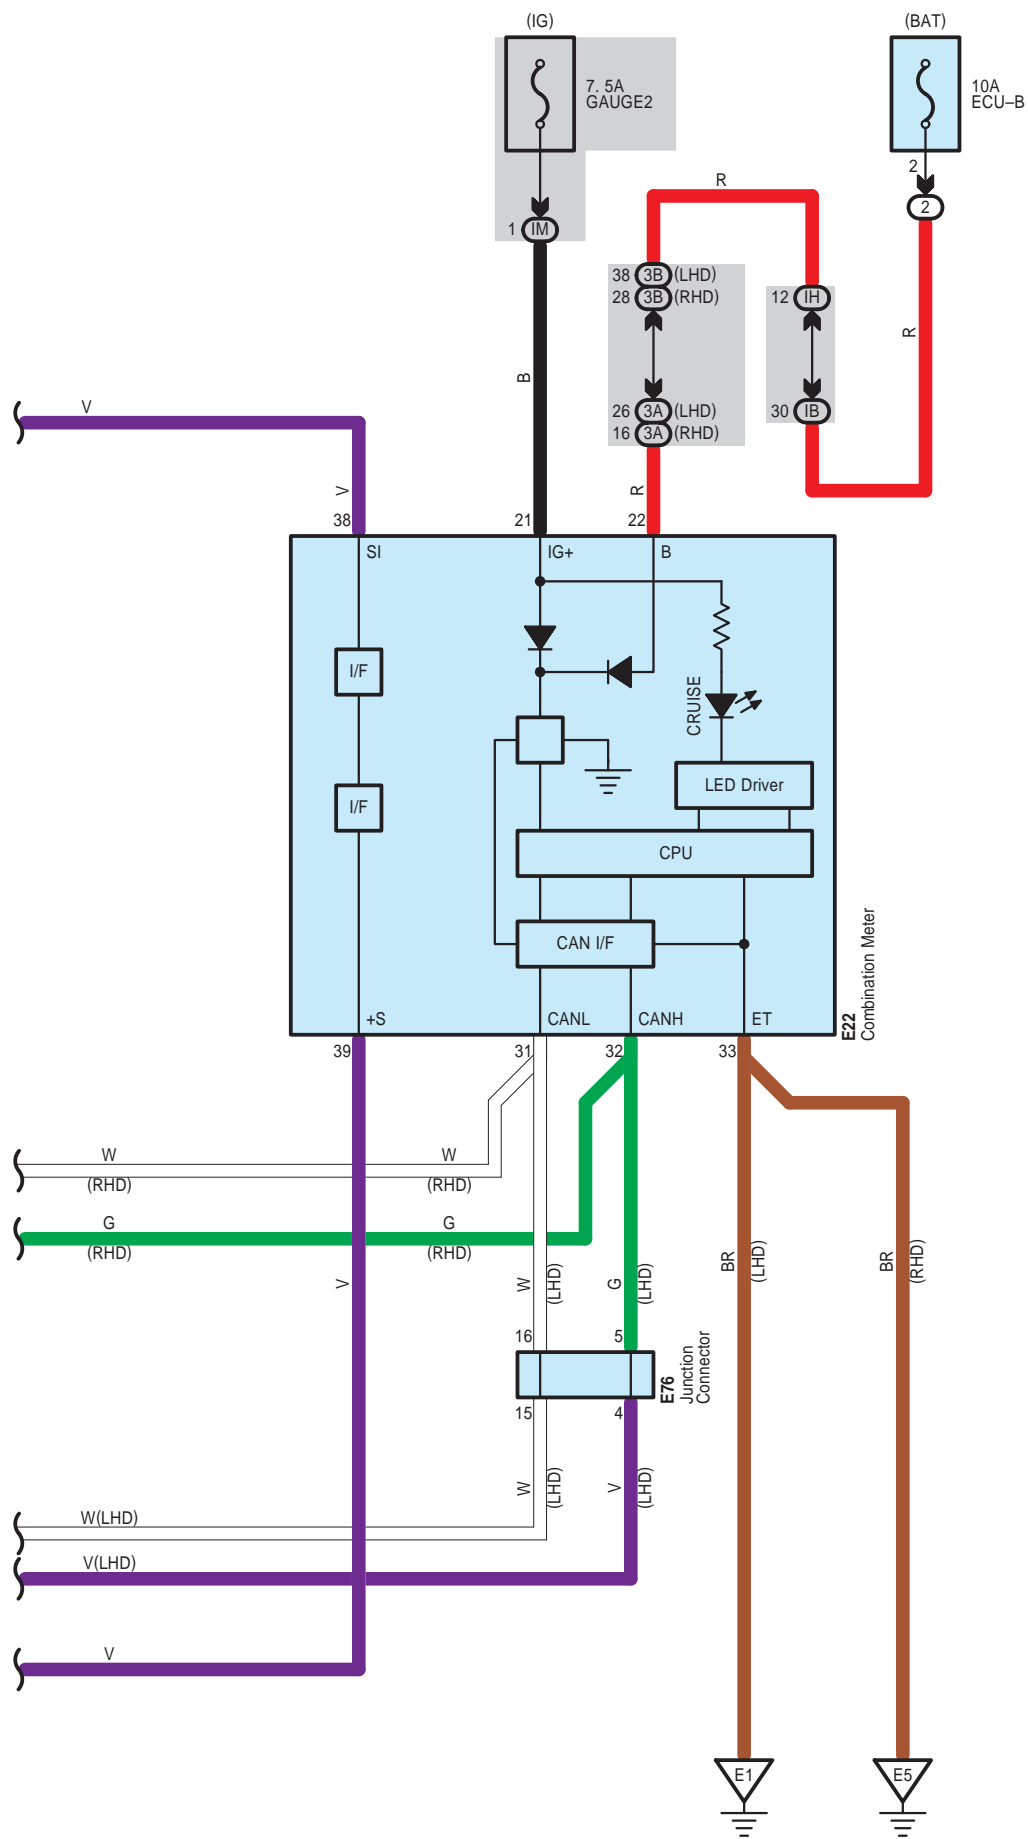 (IG)
(BAT)
7. 5A
GAUGE2
10A
ECU–B
2
2
1 IM
R
38 3B (LHD)
28 3B (RHD)
12 IH
R
B
26 3A (LHD)
16 3A (RHD)
30 IB
V
V
R
38
21
22
SI
IG+
B
I/F
CRUISE
I/F
LED Driver
CPU
CAN I/F
+S
CANL
CANH
ET
E22
Combination Meter
39
31
32
33
W
(RHD)
W
(RHD)
G
(RHD)
G
(RHD)
V
W
(LHD)
G
(LHD)
BR
(LHD)
BR
(RHD)
16
5
E76
Junction
Connector
15
4
W
(LHD)
V
(LHD)
W(LHD)
V(LHD)
V
E1
E5